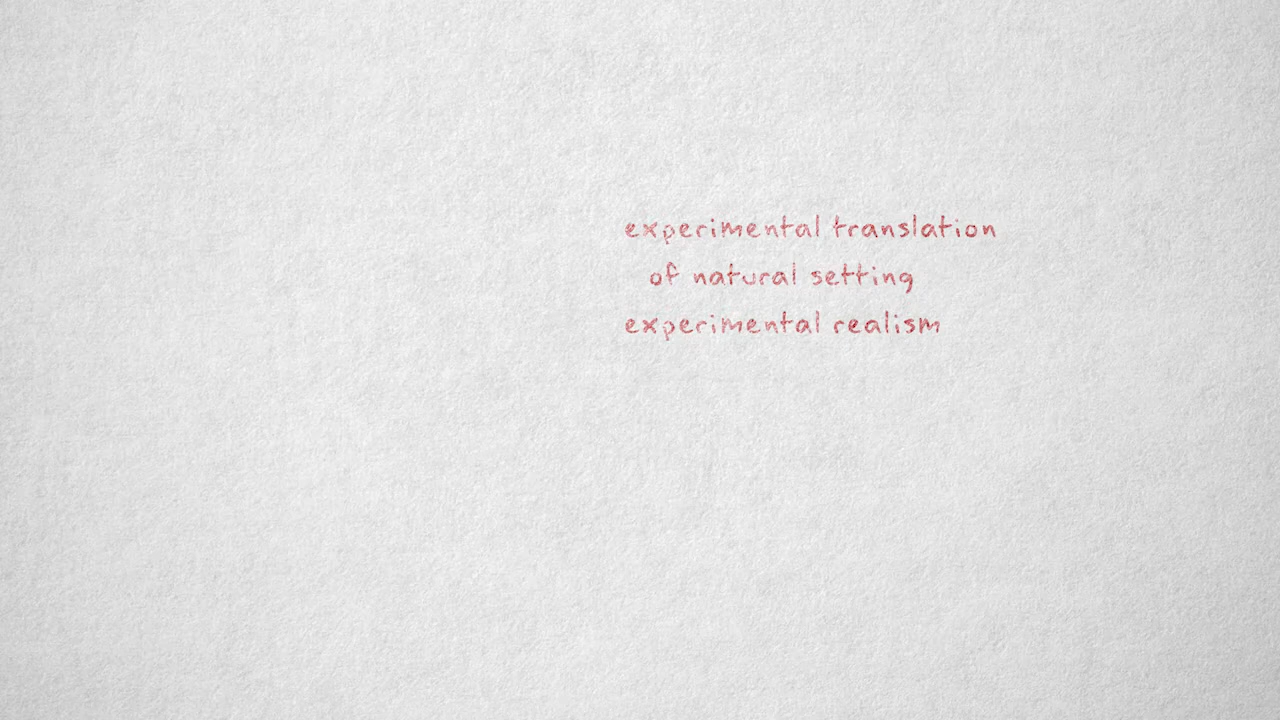 experimental translation
of natural setting
experimental realism